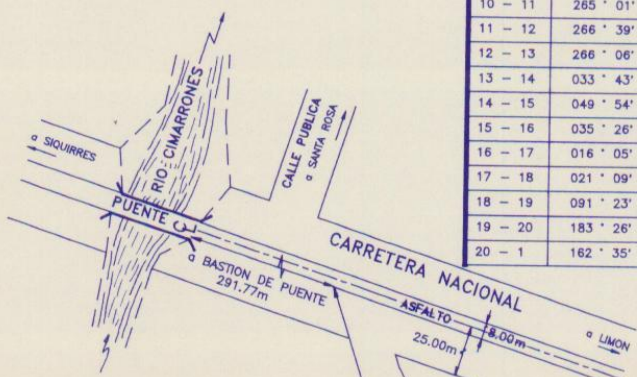 10 - 11 265 ° 01'
11 - 12 266 ° 39'
12 - 13 266 ° 06'
13 - 14 033 ° 43'
14 - 15 049 ° 54'
15 - 16 035 ° 26'
16 - 17 016 ° 05'
17 - 18 021 ° 09'
18 - 19 091 ° 23'
19 - 20 183 ° 26'
20 - 1 162 ° 35'
RIO CIMARRONES
a SIQUIRRES
CALLE PUBLICA
a SANTA ROSA
PUENTE
CL
a BASTION DE PUENTE
291.77m
CARRETERA NACIONAL
ASFALTO
8.00m
25.00m
a LIMON